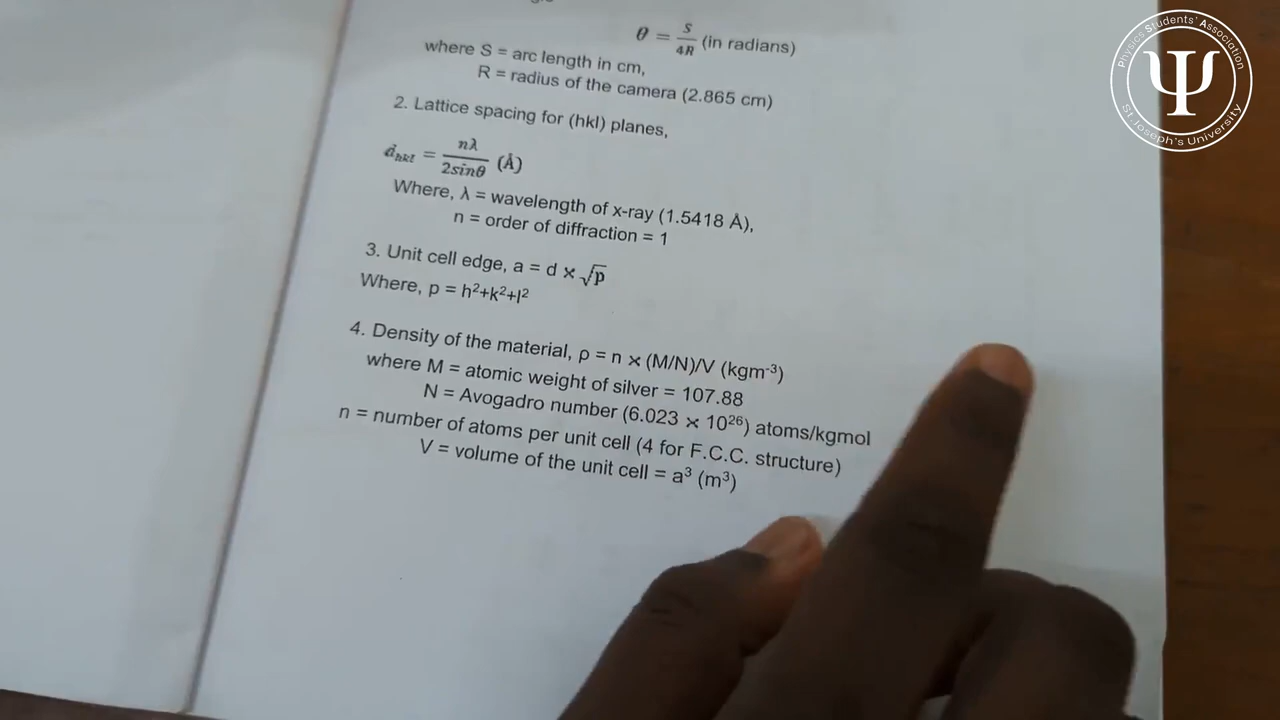 θ = S/4R (in radians)
where S = arc length in cm,
R = radius of the camera (2.865 cm)
2. Lattice spacing for (hkl) planes,
dhkl = nλ/2sinθ (Å)
Where, λ = wavelength of x-ray (1.5418 Å),
n = order of diffraction = 1
3. Unit cell edge, a = d × √p
Where, p = h²+k²+l²
4. Density of the material, ρ = n × (M/N)/V (kgm⁻³)
where M = atomic weight of silver = 107.88
N = Avogadro number (6.023 × 10²⁶) atoms/kgmol
n = number of atoms per unit cell (4 for F.C.C. structure)
V = volume of the unit cell = a³ (m³)
Physics Students' Association
Ψ
St. Joseph's University